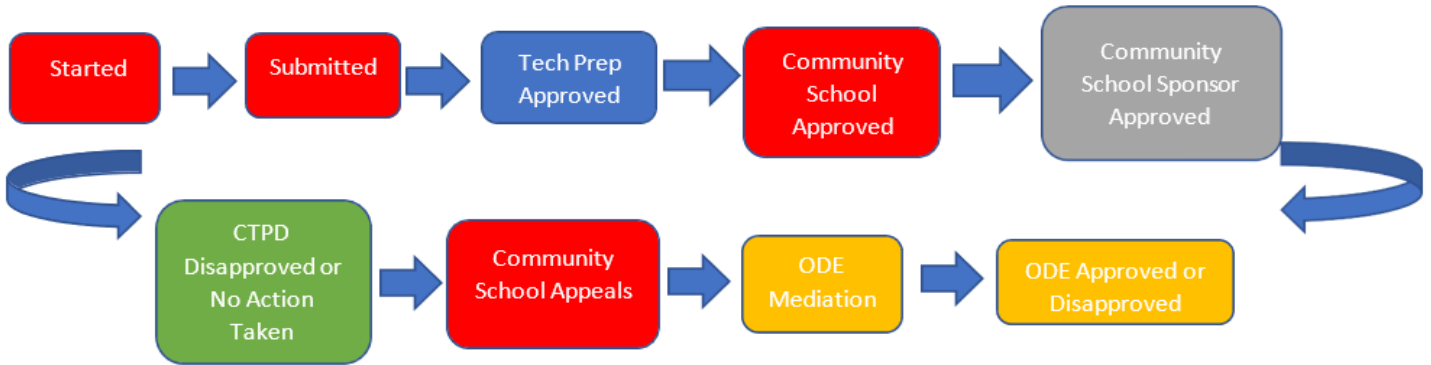 Started
Submitted
Tech Prep
Approved
Community
School
Approved
Community
School Sponsor
Approved
CTPD
Disapproved or
No Action
Taken
Community
School Appeals
ODE
Mediation
ODE Approved or
Disapproved